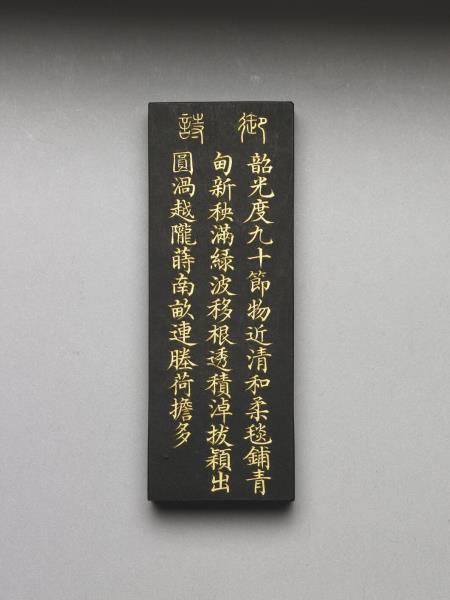 御詩
韶光度九十節物近清和柔毯鋪青
甸新秧滿緑波移根透積淖拔穎出
圓渦越隴蒔南畝連塍荷擔多